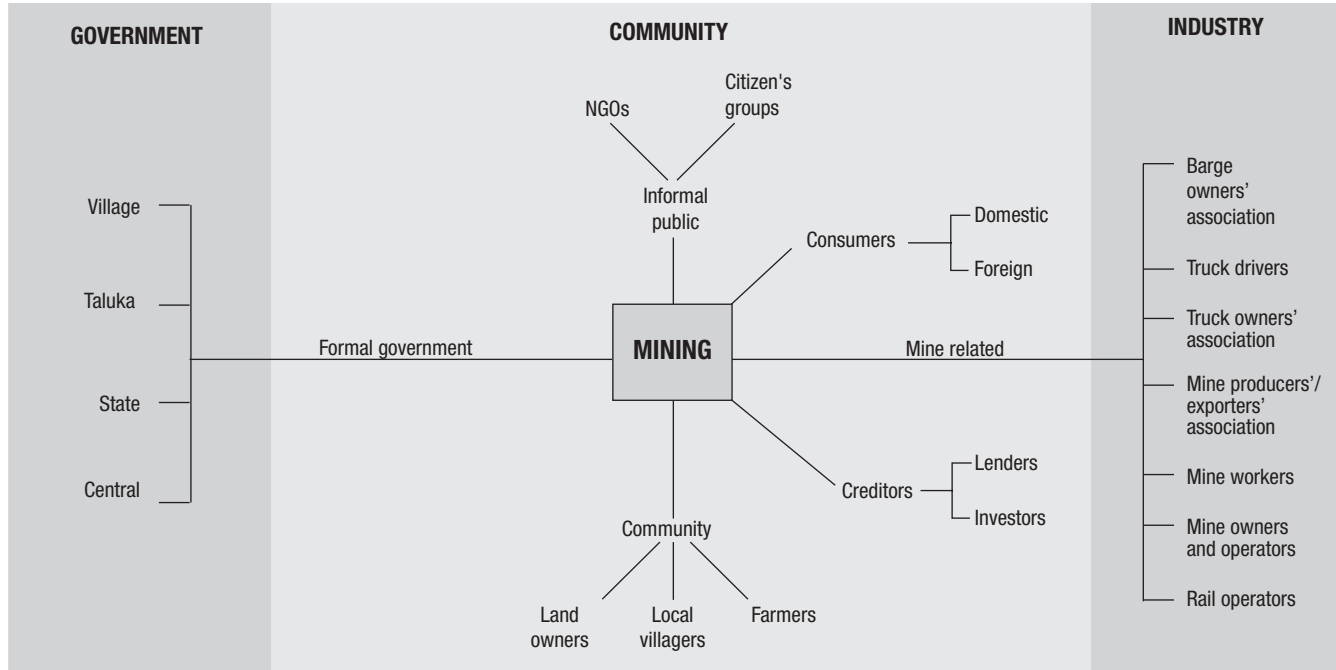 GOVERNMENT
COMMUNITY
INDUSTRY
Village
Taluka
State
Central
Formal government
NGOs
Citizen's
groups
Informal
public
Consumers
Domestic
Foreign
MINING
Mine related
Creditors
Lenders
Investors
Community
Land
owners
Local
villagers
Farmers
Barge
owners’
association
Truck drivers
Truck owners’
association
Mine producers’/
exporters’
association
Mine workers
Mine owners
and operators
Rail operators